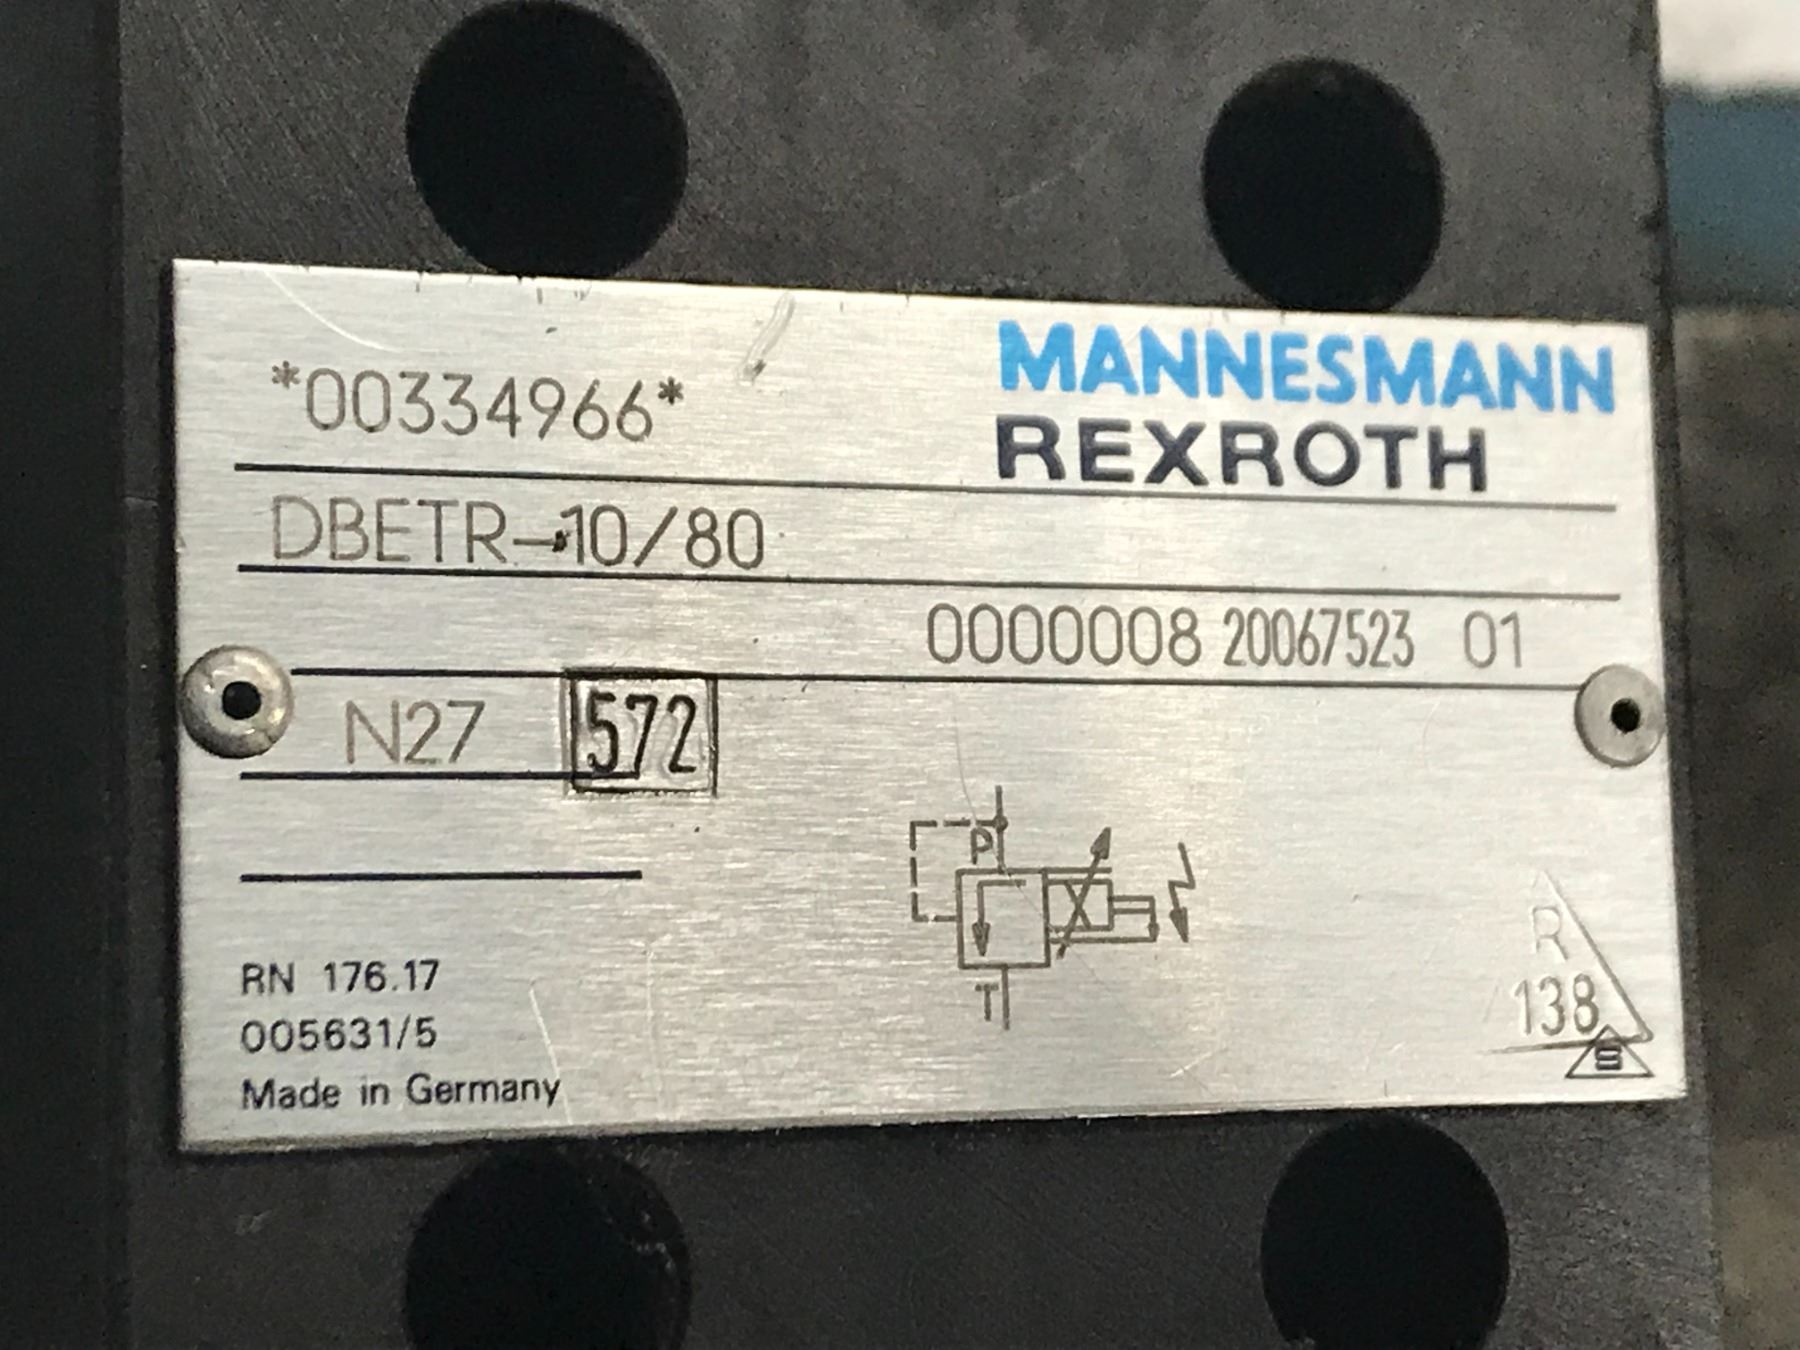 *00334966*
MANNESMANN
REXROTH
DBETR-10/80
0000008 20067523 01
N27 572
P
T
R
138
RN 176.17
005631/5
Made in Germany